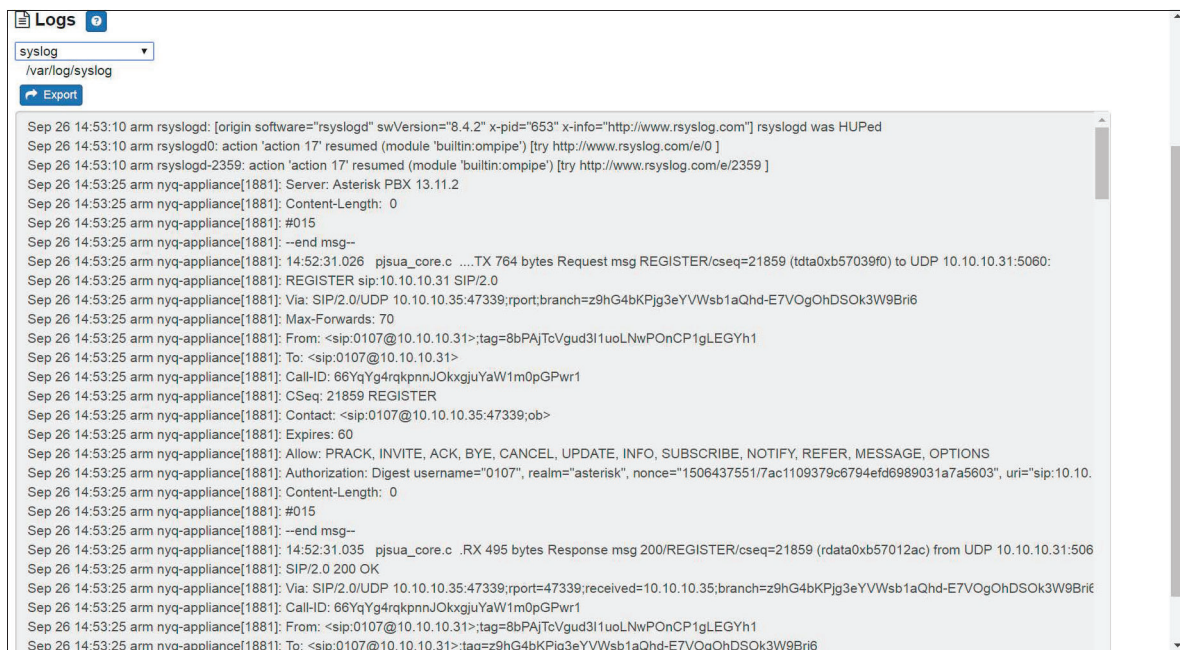 Logs
syslog
/var/log/syslog
Export
Sep 26 14:53:10 arm rsyslogd: [origin software="rsyslogd" swVersion="8.4.2" x-pid="653" x-info="http://www.rsyslog.com"] rsyslogd was HUPed
Sep 26 14:53:10 arm rsyslogd0: action 'action 17' resumed (module 'builtin:ompipe') [try http://www.rsyslog.com/e/0 ]
Sep 26 14:53:10 arm rsyslogd-2359: action 'action 17' resumed (module 'builtin:ompipe') [try http://www.rsyslog.com/e/2359 ]
Sep 26 14:53:25 arm nyq-appliance[1881]: Server: Asterisk PBX 13.11.2
Sep 26 14:53:25 arm nyq-appliance[1881]: Content-Length:  0
Sep 26 14:53:25 arm nyq-appliance[1881]: #015
Sep 26 14:53:25 arm nyq-appliance[1881]: --end msg--
Sep 26 14:53:25 arm nyq-appliance[1881]: 14:52:31.026   pjsua_core.c  ....TX 764 bytes Request msg REGISTER/cseq=21859 (tdta0xb57039f0) to UDP 10.10.10.31:5060:
Sep 26 14:53:25 arm nyq-appliance[1881]: REGISTER sip:10.10.10.31 SIP/2.0
Sep 26 14:53:25 arm nyq-appliance[1881]: Via: SIP/2.0/UDP 10.10.10.35:47339;rport;branch=z9hG4bKPjg3eYVWsb1aQhd-E7VOgOhDSOk3W9Bri6
Sep 26 14:53:25 arm nyq-appliance[1881]: Max-Forwards: 70
Sep 26 14:53:25 arm nyq-appliance[1881]: From: <sip:0107@10.10.10.31>;tag=8bPAjTcVgud3I1uoLNwPOnCP1gLEGYh1
Sep 26 14:53:25 arm nyq-appliance[1881]: To: <sip:0107@10.10.10.31>
Sep 26 14:53:25 arm nyq-appliance[1881]: Call-ID: 66YqYg4rqkpnnJOkxgjuYaW1m0pGPwr1
Sep 26 14:53:25 arm nyq-appliance[1881]: CSeq: 21859 REGISTER
Sep 26 14:53:25 arm nyq-appliance[1881]: Contact: <sip:0107@10.10.10.35:47339;ob>
Sep 26 14:53:25 arm nyq-appliance[1881]: Expires: 60
Sep 26 14:53:25 arm nyq-appliance[1881]: Allow: PRACK, INVITE, ACK, BYE, CANCEL, UPDATE, INFO, SUBSCRIBE, NOTIFY, REFER, MESSAGE, OPTIONS
Sep 26 14:53:25 arm nyq-appliance[1881]: Authorization: Digest username="0107", realm="asterisk", nonce="1506437551/7ac1109379c6794efd6989031a7a5603", uri="sip:10.10.
Sep 26 14:53:25 arm nyq-appliance[1881]: Content-Length:  0
Sep 26 14:53:25 arm nyq-appliance[1881]: #015
Sep 26 14:53:25 arm nyq-appliance[1881]: --end msg--
Sep 26 14:53:25 arm nyq-appliance[1881]: 14:52:31.035   pjsua_core.c  .RX 495 bytes Response msg 200/REGISTER/cseq=21859 (rdata0xb57012ac) from UDP 10.10.10.31:506
Sep 26 14:53:25 arm nyq-appliance[1881]: SIP/2.0 200 OK
Sep 26 14:53:25 arm nyq-appliance[1881]: Via: SIP/2.0/UDP 10.10.10.35:47339;rport=47339;received=10.10.10.35;branch=z9hG4bKPjg3eYVWsb1aQhd-E7VOgOhDSOk3W9Bri6
Sep 26 14:53:25 arm nyq-appliance[1881]: Call-ID: 66YqYg4rqkpnnJOkxgjuYaW1m0pGPwr1
Sep 26 14:53:25 arm nyq-appliance[1881]: From: <sip:0107@10.10.10.31>;tag=8bPAjTcVgud3I1uoLNwPOnCP1gLEGYh1
Sep 26 14:53:25 arm nyq-appliance[1881]: To: <sip:0107@10.10.10.31>;tag=z9hG4bKPjg3eYVWsb1aQhd-E7VOgOhDSOk3W9Bri6